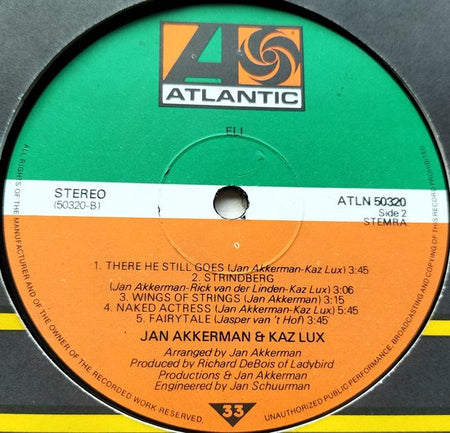 ATLANTIC
ELI
STEREO
(50320-B)
ATLN 50320
Side 2
STEMRA
1. THERE HE STILL GOES (Jan Akkerman-Kaz Lux) 3:45
2. STRINDBERG
(Jan Akkerman-Rick van der Linden-Kaz Lux) 3:06
3. WINGS OF STRINGS (Jan Akkerman) 3:15
4. NAKED ACTRESS (Jan Akkerman-Kaz Lux) 5:45
5. FAIRYTALE (Jasper van 't Hof) 3:35
JAN AKKERMAN & KAZ LUX
Arranged by Jan Akkerman
Produced by Richard DeBois of Ladybird
Productions & Jan Akkerman
Engineered by Jan Schuurman
33
ALL RIGHTS OF THE MANUFACTURER AND OF THE OWNER OF THE RECORDED WORK RESERVED. UNAUTHORIZED PUBLIC PERFORMANCE, BROADCASTING AND COPYING OF THIS RECORD PROHIBITED